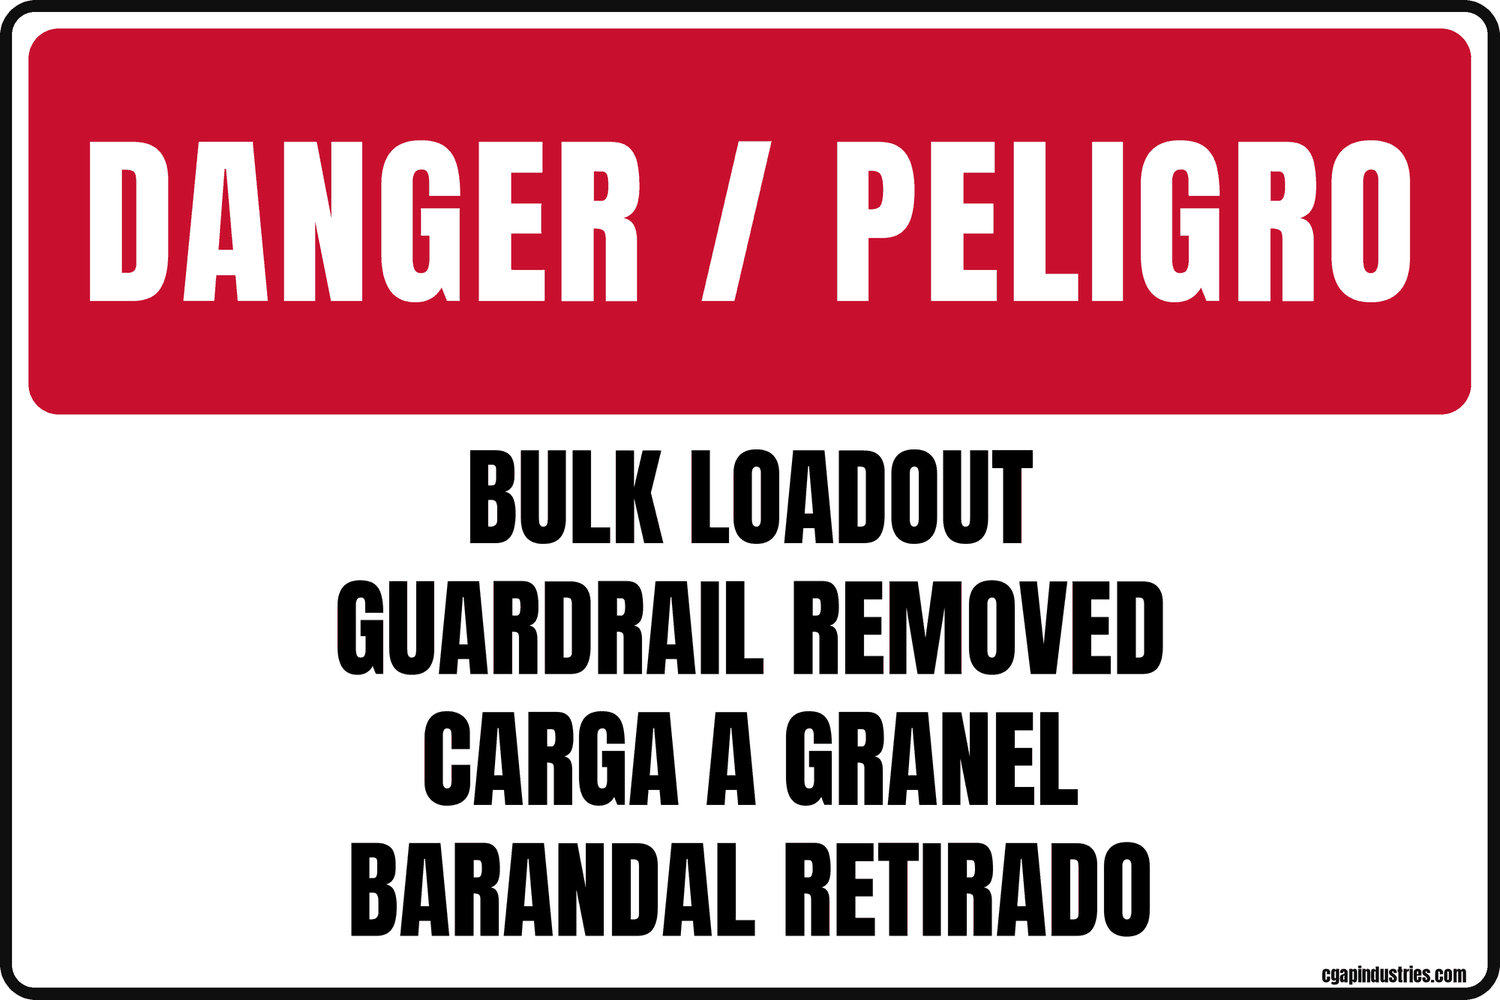 DANGER / PELIGRO
BULK LOADOUT
GUARDRAIL REMOVED
CARGA A GRANEL
BARANDAL RETIRADO
cgapindustries.com